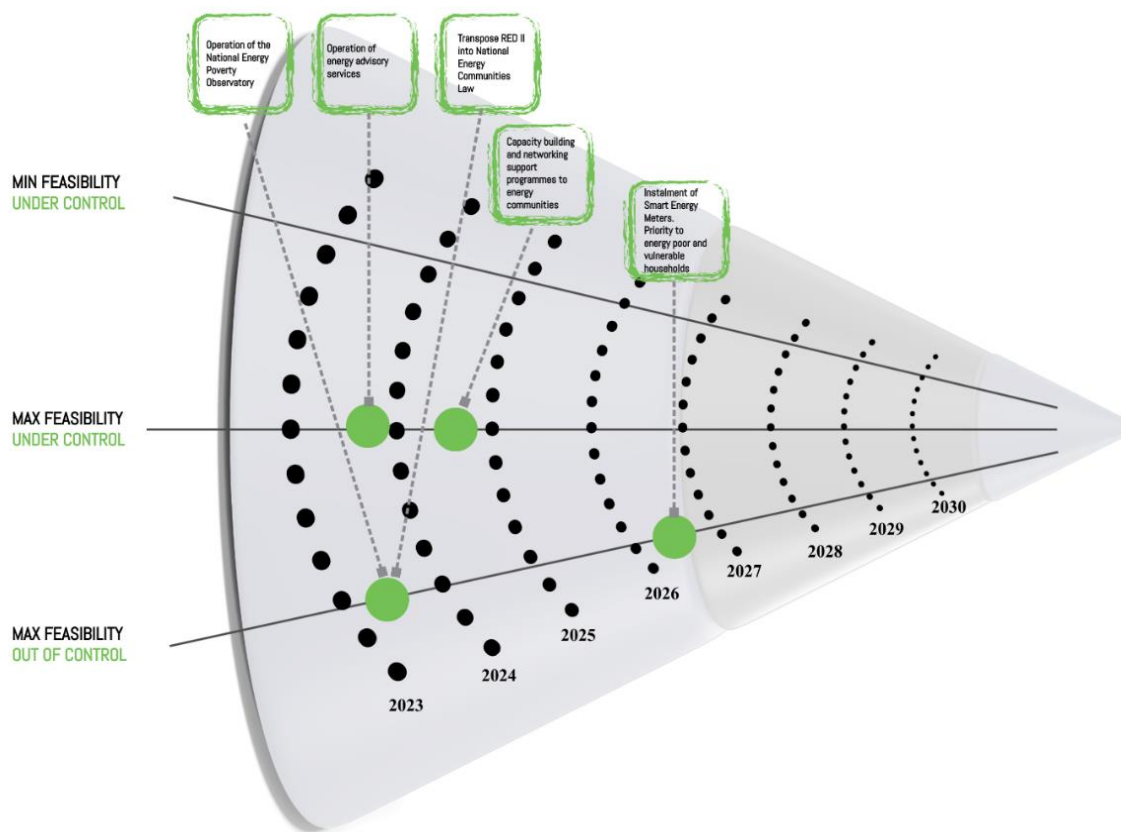 Operation of the
National Energy
Poverty
Observatory
Operation of
energy advisory
services
Transpose RED II
into National
Energy
Communities
Law
Capacity building
and networking
support
programmes to
energy
communities
Instalment of
Smart Energy
Meters.
Priority to
energy poor and
vulnerable
households
MIN FEASIBILITY
UNDER CONTROL
MAX FEASIBILITY
UNDER CONTROL
MAX FEASIBILITY
OUT OF CONTROL
2023
2024
2025
2026
2027
2028
2029
2030